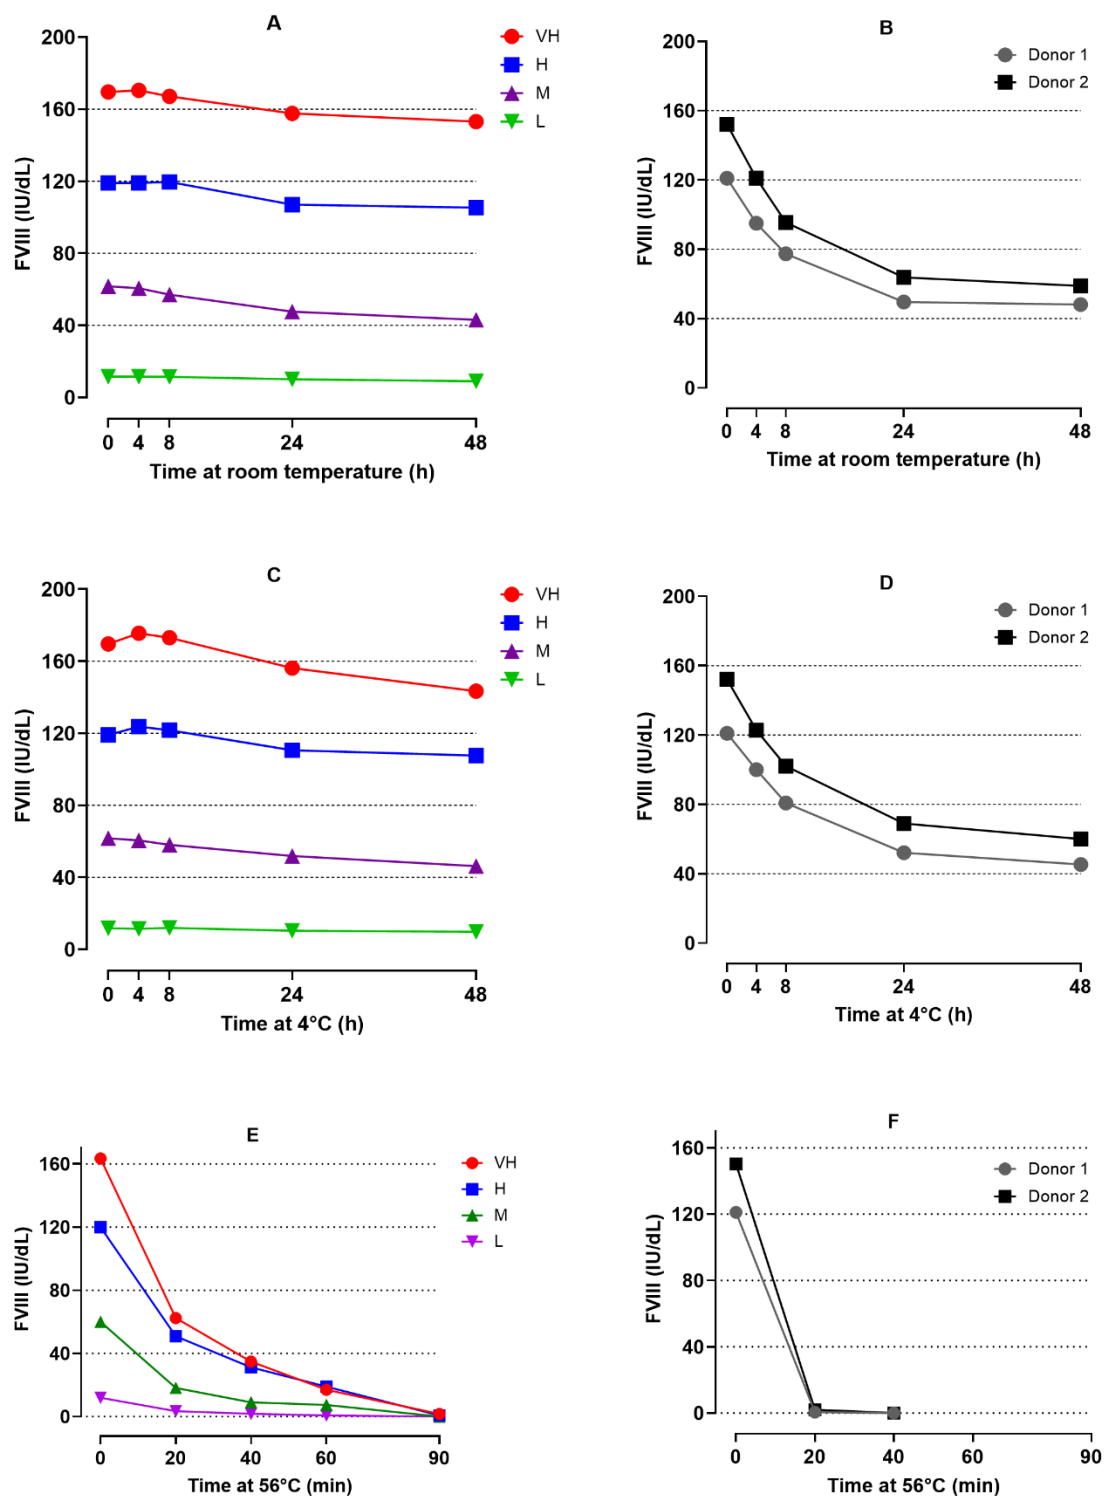 A
FVIII (IU/dL)
200
160
120
80
40
0
0 4 8 24 48
Time at room temperature (h)
VH
H
M
L
B
FVIII (IU/dL)
200
160
120
80
40
0
0 4 8 24 48
Time at room temperature (h)
Donor 1
Donor 2
C
FVIII (IU/dL)
200
160
120
80
40
0
0 4 8 24 48
Time at 4°C (h)
VH
H
M
L
D
FVIII (IU/dL)
200
160
120
80
40
0
0 4 8 24 48
Time at 4°C (h)
Donor 1
Donor 2
E
FVIII (IU/dL)
160
120
80
40
0
0 20 40 60 90
Time at 56°C (min)
VH
H
M
L
F
FVIII (IU/dL)
160
120
80
40
0
0 20 40 60 90
Time at 56°C (min)
Donor 1
Donor 2